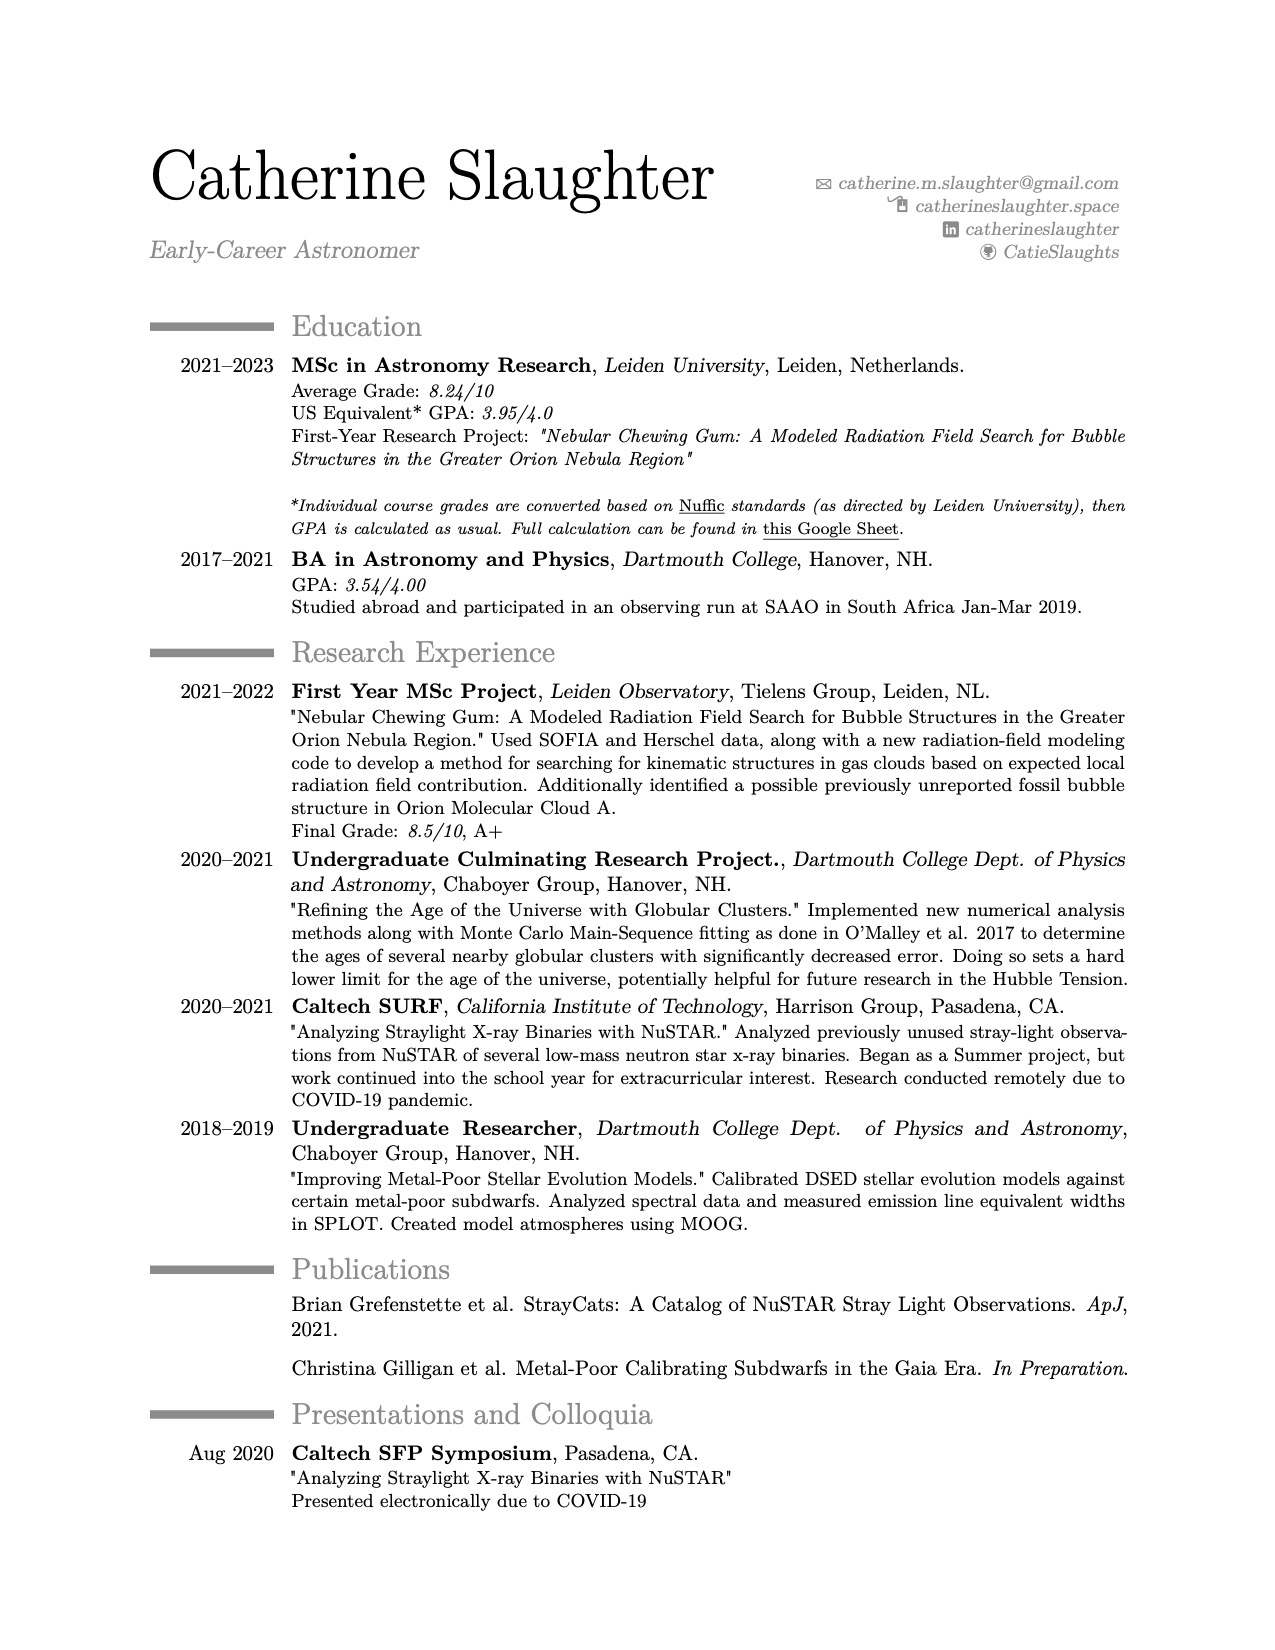 Catherine Slaughter
Early-Career Astronomer
catherine.m.slaughter@gmail.com
catherineslaughter.space
catherineslaughter
CatieSlaughts
Education
2021–2023 MSc in Astronomy Research, Leiden University, Leiden, Netherlands.
Average Grade: 8.24/10
US Equivalent* GPA: 3.95/4.0
First-Year Research Project: "Nebular Chewing Gum: A Modeled Radiation Field Search for Bubble
Structures in the Greater Orion Nebula Region"
*Individual course grades are converted based on Nuffic standards (as directed by Leiden University), then
GPA is calculated as usual. Full calculation can be found in this Google Sheet.
2017–2021 BA in Astronomy and Physics, Dartmouth College, Hanover, NH.
GPA: 3.54/4.00
Studied abroad and participated in an observing run at SAAO in South Africa Jan-Mar 2019.
Research Experience
2021–2022 First Year MSc Project, Leiden Observatory, Tielens Group, Leiden, NL.
"Nebular Chewing Gum: A Modeled Radiation Field Search for Bubble Structures in the Greater
Orion Nebula Region." Used SOFIA and Herschel data, along with a new radiation-field modeling
code to develop a method for searching for kinematic structures in gas clouds based on expected local
radiation field contribution. Additionally identified a possible previously unreported fossil bubble
structure in Orion Molecular Cloud A.
Final Grade: 8.5/10, A+
2020–2021 Undergraduate Culminating Research Project., Dartmouth College Dept. of Physics
and Astronomy, Chaboyer Group, Hanover, NH.
"Refining the Age of the Universe with Globular Clusters." Implemented new numerical analysis
methods along with Monte Carlo Main-Sequence fitting as done in O'Malley et al. 2017 to determine
the ages of several nearby globular clusters with significantly decreased error. Doing so sets a hard
lower limit for the age of the universe, potentially helpful for future research in the Hubble Tension.
2020–2021 Caltech SURF, California Institute of Technology, Harrison Group, Pasadena, CA.
"Analyzing Straylight X-ray Binaries with NuSTAR." Analyzed previously unused stray-light observa-
tions from NuSTAR of several low-mass neutron star x-ray binaries. Began as a Summer project, but
work continued into the school year for extracurricular interest. Research conducted remotely due to
COVID-19 pandemic.
2018–2019 Undergraduate Researcher, Dartmouth College Dept. of Physics and Astronomy,
Chaboyer Group, Hanover, NH.
"Improving Metal-Poor Stellar Evolution Models." Calibrated DSED stellar evolution models against
certain metal-poor subdwarfs. Analyzed spectral data and measured emission line equivalent widths
in SPLOT. Created model atmospheres using MOOG.
Publications
Brian Grefenstette et al. StrayCats: A Catalog of NuSTAR Stray Light Observations. ApJ,
2021.
Christina Gilligan et al. Metal-Poor Calibrating Subdwarfs in the Gaia Era. In Preparation.
Presentations and Colloquia
Aug 2020 Caltech SFP Symposium, Pasadena, CA.
"Analyzing Straylight X-ray Binaries with NuSTAR"
Presented electronically due to COVID-19